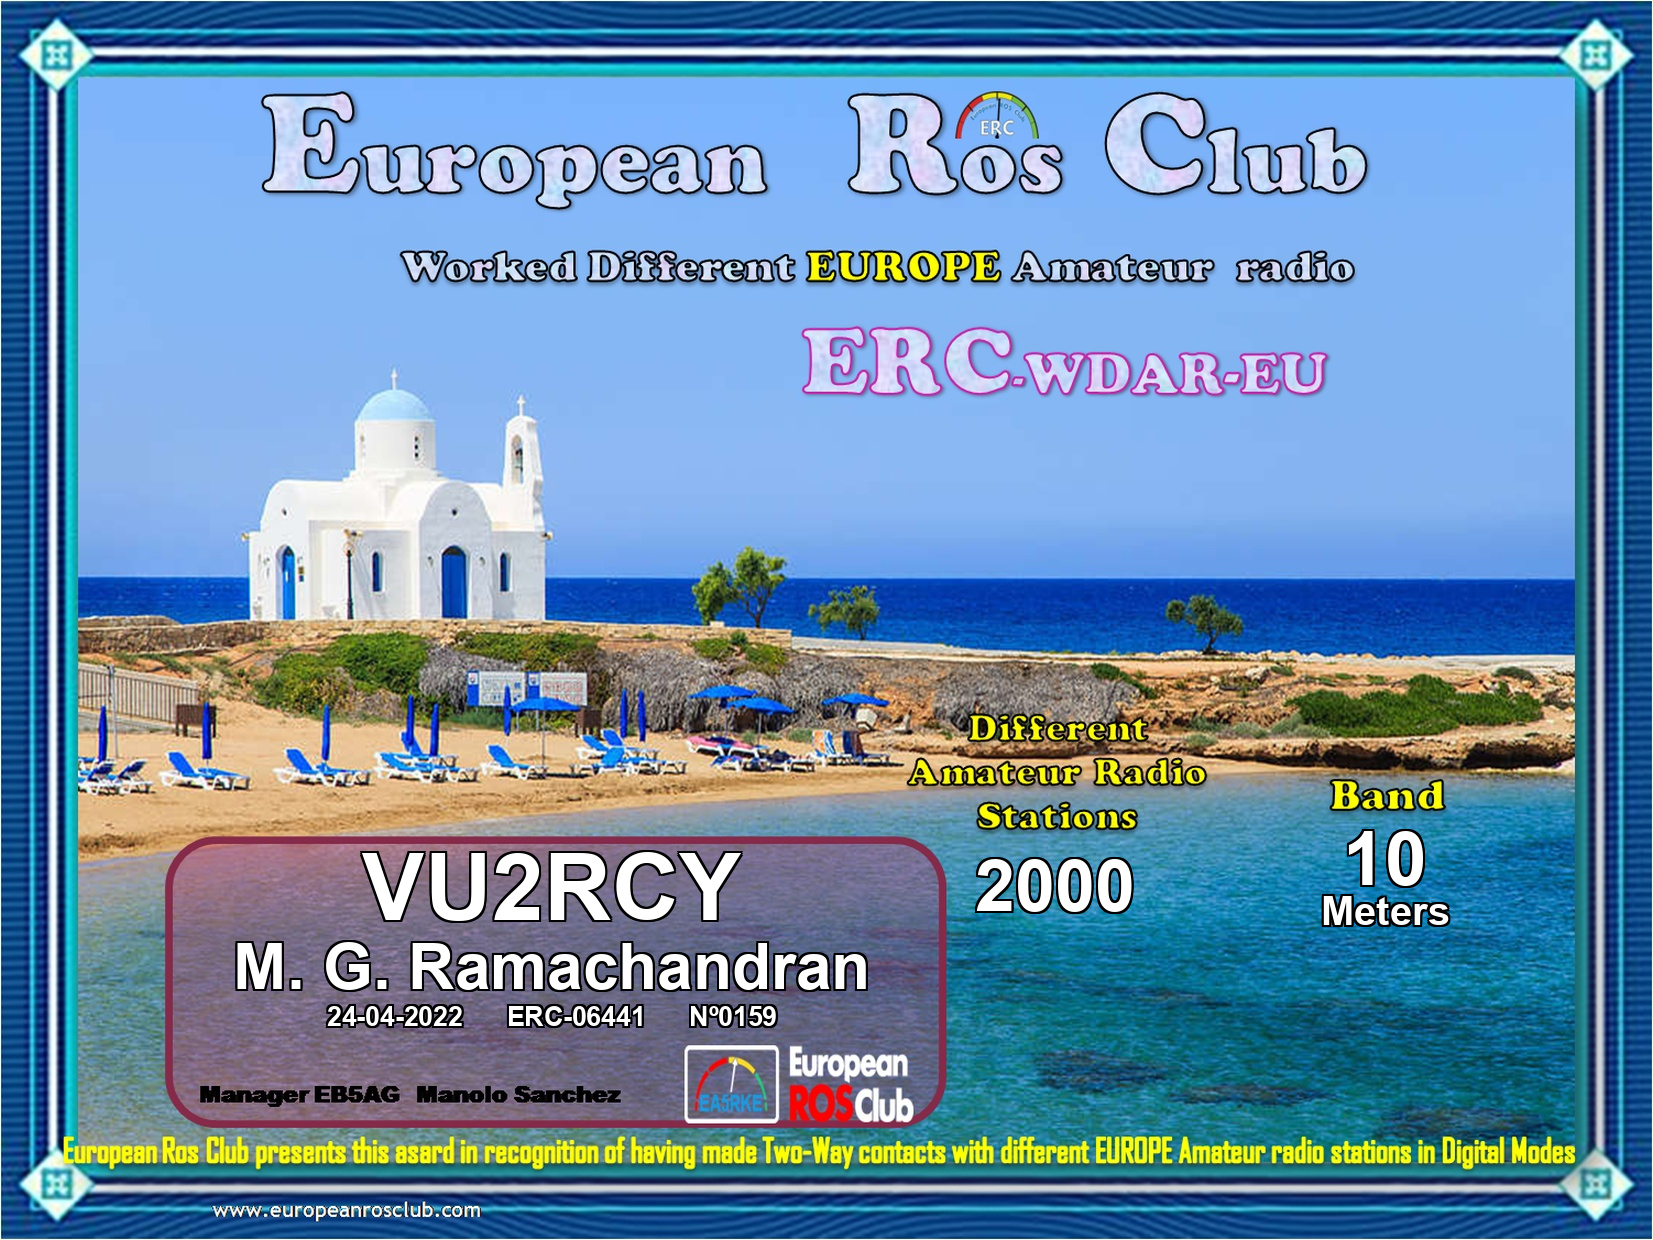 European Ros Club
ERC
Worked Different EUROPE Amateur radio
ERC-WDAR-EU
Different
Amateur Radio
Stations
2000
Band
10
Meters
VU2RCY
M. G. Ramachandran
24-04-2022 ERC-06441 Nº0159
Manager EB5AG Manolo Sanchez
EA5RKE
European
ROSClub
European Ros Club presents this asard in recognition of having made Two-Way contacts with different EUROPE Amateur radio stations in Digital Modes
www.europeanrosclub.com